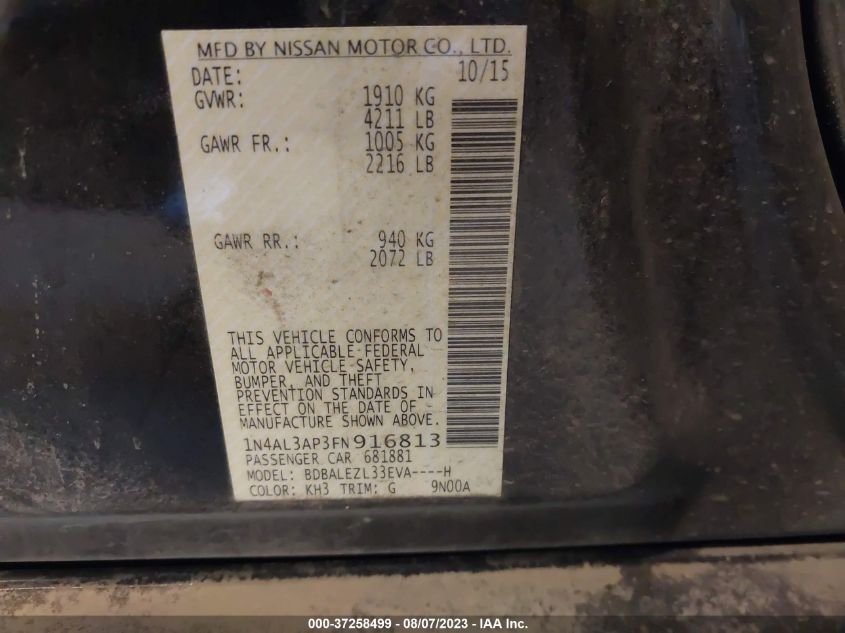 MFD BY NISSAN MOTOR CO., LTD.
DATE: 10/15
GVWR: 1910 KG
4211 LB
GAWR FR.: 1005 KG
2216 LB
GAWR RR.: 940 KG
2072 LB
THIS VEHICLE CONFORMS TO
ALL APPLICABLE FEDERAL
MOTOR VEHICLE SAFETY,
BUMPER, AND THEFT
PREVENTION STANDARDS IN
EFFECT ON THE DATE OF
MANUFACTURE SHOWN ABOVE.
1N4AL3AP3FN916813
PASSENGER CAR 681881
MODEL: BDBALEZL33EVA----H
COLOR: KH3 TRIM: G 9N00A
000-37258499 - 08/07/2023 - IAA Inc.